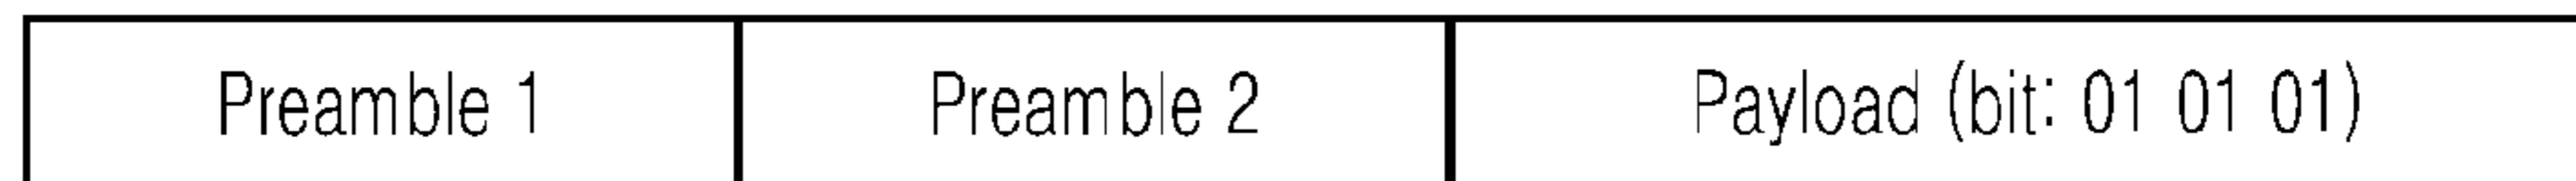 Preamble 1 Preamble 2 Payload (bit: 01 01 01)